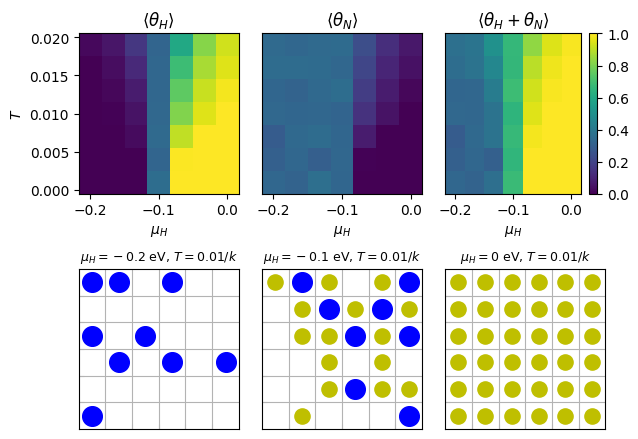 ⟨θ_H⟩ ⟨θ_N⟩ ⟨θ_H + θ_N⟩
0.020
0.015
0.010
0.005
0.000
T
−0.2 −0.1 0.0
μ_H
−0.2 −0.1 0.0
μ_H
−0.2 −0.1 0.0
μ_H
1.0
0.8
0.6
0.4
0.2
0.0
μ_H = −0.2 eV, T = 0.01/k
μ_H = −0.1 eV, T = 0.01/k
μ_H = 0 eV, T = 0.01/k